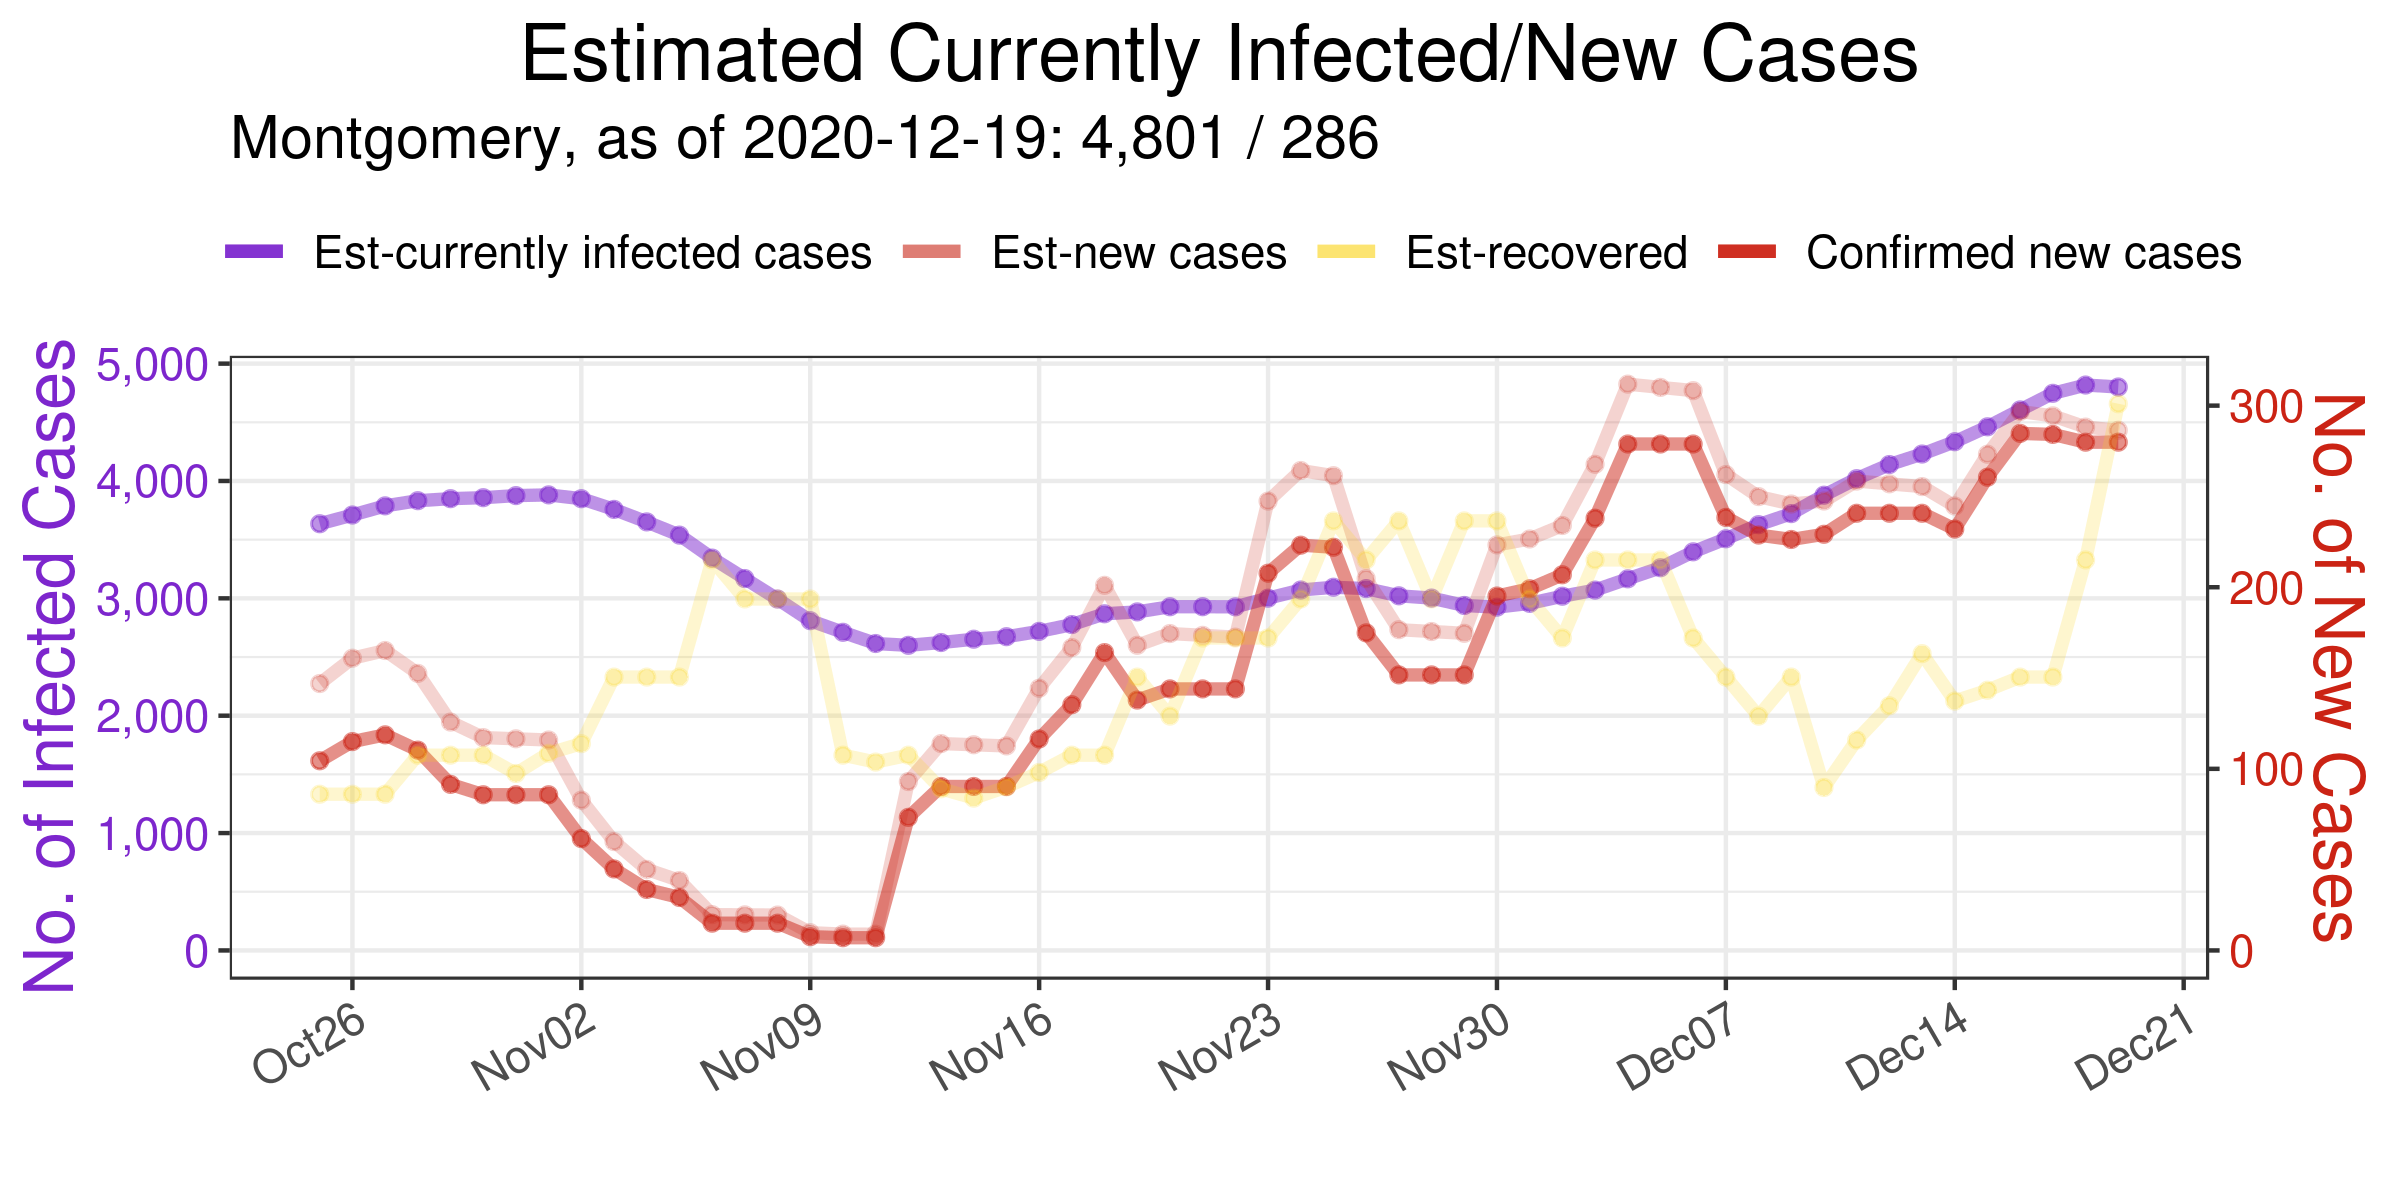 Estimated Currently Infected/New Cases
Montgomery, as of 2020-12-19: 4,801 / 286
Est-currently infected cases Est-new cases Est-recovered Confirmed new cases
No. of Infected Cases
5,000
4,000
3,000
2,000
1,000
0
300
200
100
0
No. of New Cases
Oct26 Nov02 Nov09 Nov16 Nov23 Nov30 Dec07 Dec14 Dec21